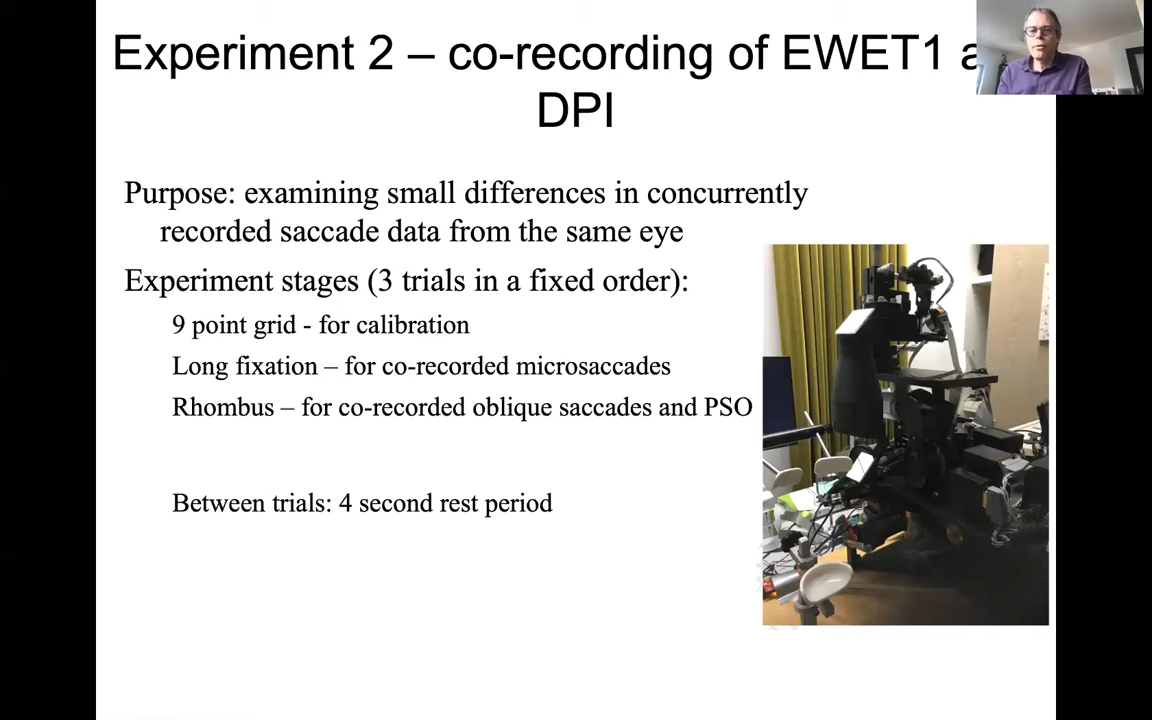 Experiment 2 – co-recording of EWET1 a
DPI
Purpose: examining small differences in concurrently
recorded saccade data from the same eye
Experiment stages (3 trials in a fixed order):
9 point grid - for calibration
Long fixation – for co-recorded microsaccades
Rhombus – for co-recorded oblique saccades and PSO
Between trials: 4 second rest period